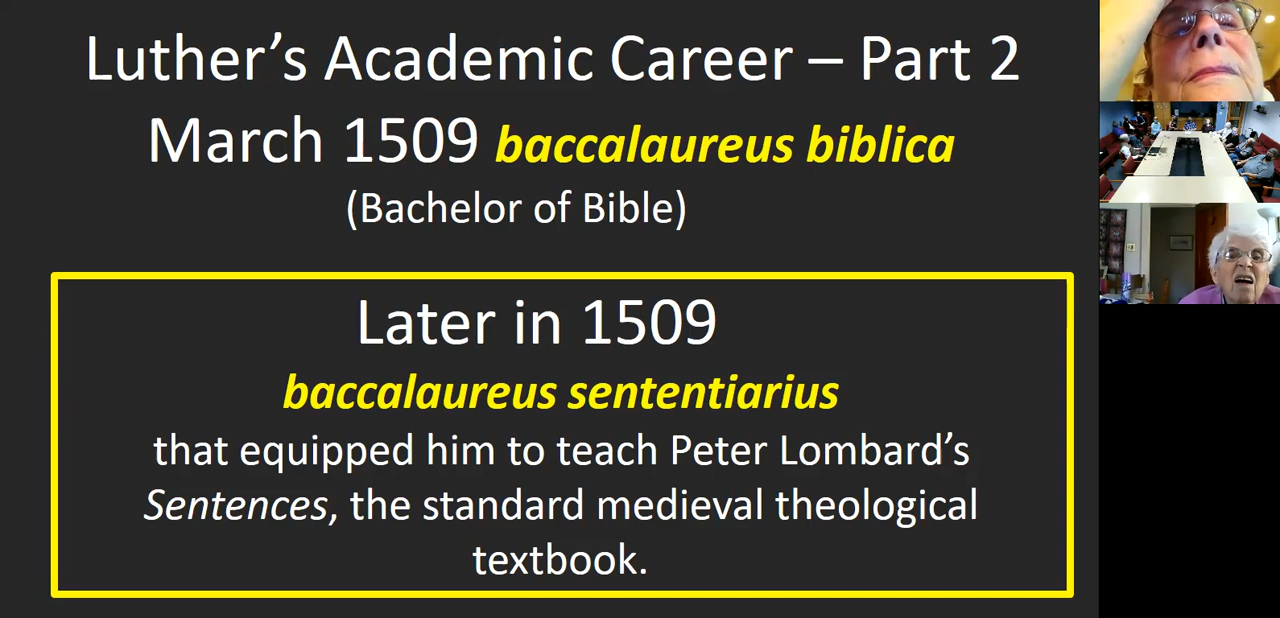 Luther’s Academic Career – Part 2
March 1509 baccalaureus biblica
(Bachelor of Bible)
Later in 1509
baccalaureus sententiarius
that equipped him to teach Peter Lombard’s
Sentences, the standard medieval theological
textbook.